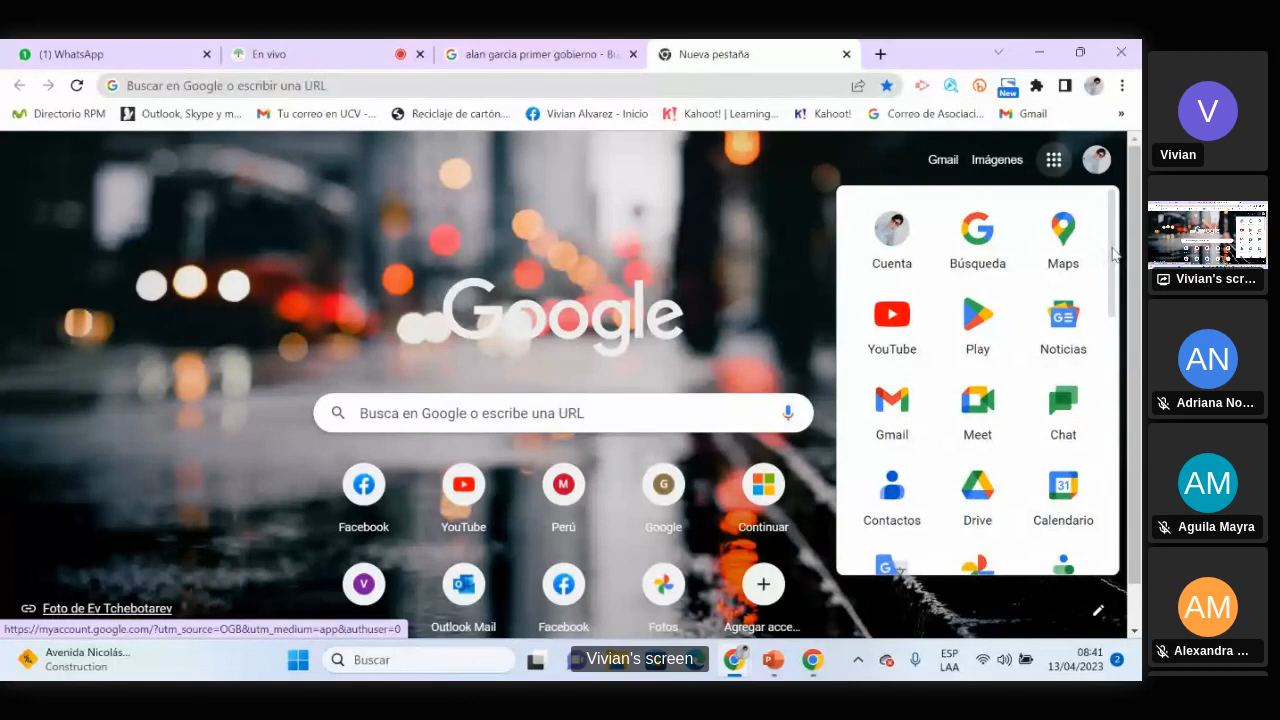 (1) WhatsApp
En vivo
alan garcia primer gobierno - Bu
Nueva pestaña
Buscar en Google o escribir una URL
New
Directorio RPM
Outlook, Skype y m...
Tu correo en UCV -...
Reciclaje de cartón....
Vivian Alvarez - Inicio
Kahoot! | Learning...
Kahoot!
Correo de Asociaci...
Gmail
»
Gmail Imágenes
Cuenta Búsqueda Maps
YouTube Play Noticias
Gmail Meet Chat
31
Contactos Drive Calendario
Google
Busca en Google o escribe una URL
M G
Facebook YouTube Perú Google Continuar
V
Outlook Mail Facebook Fotos Agregar acce...
Foto de Ev Tchebotarev
https://myaccount.google.com/?utm_source=OGB&utm_medium=app&authuser=0
Avenida Nicolás...
Construction
Buscar
Vivian's screen
ESP
LAA
08:41
13/04/2023
2
V
Vivian
Vivian's scr...
AN
Adriana No...
AM
Aguila Mayra
AM
Alexandra ...